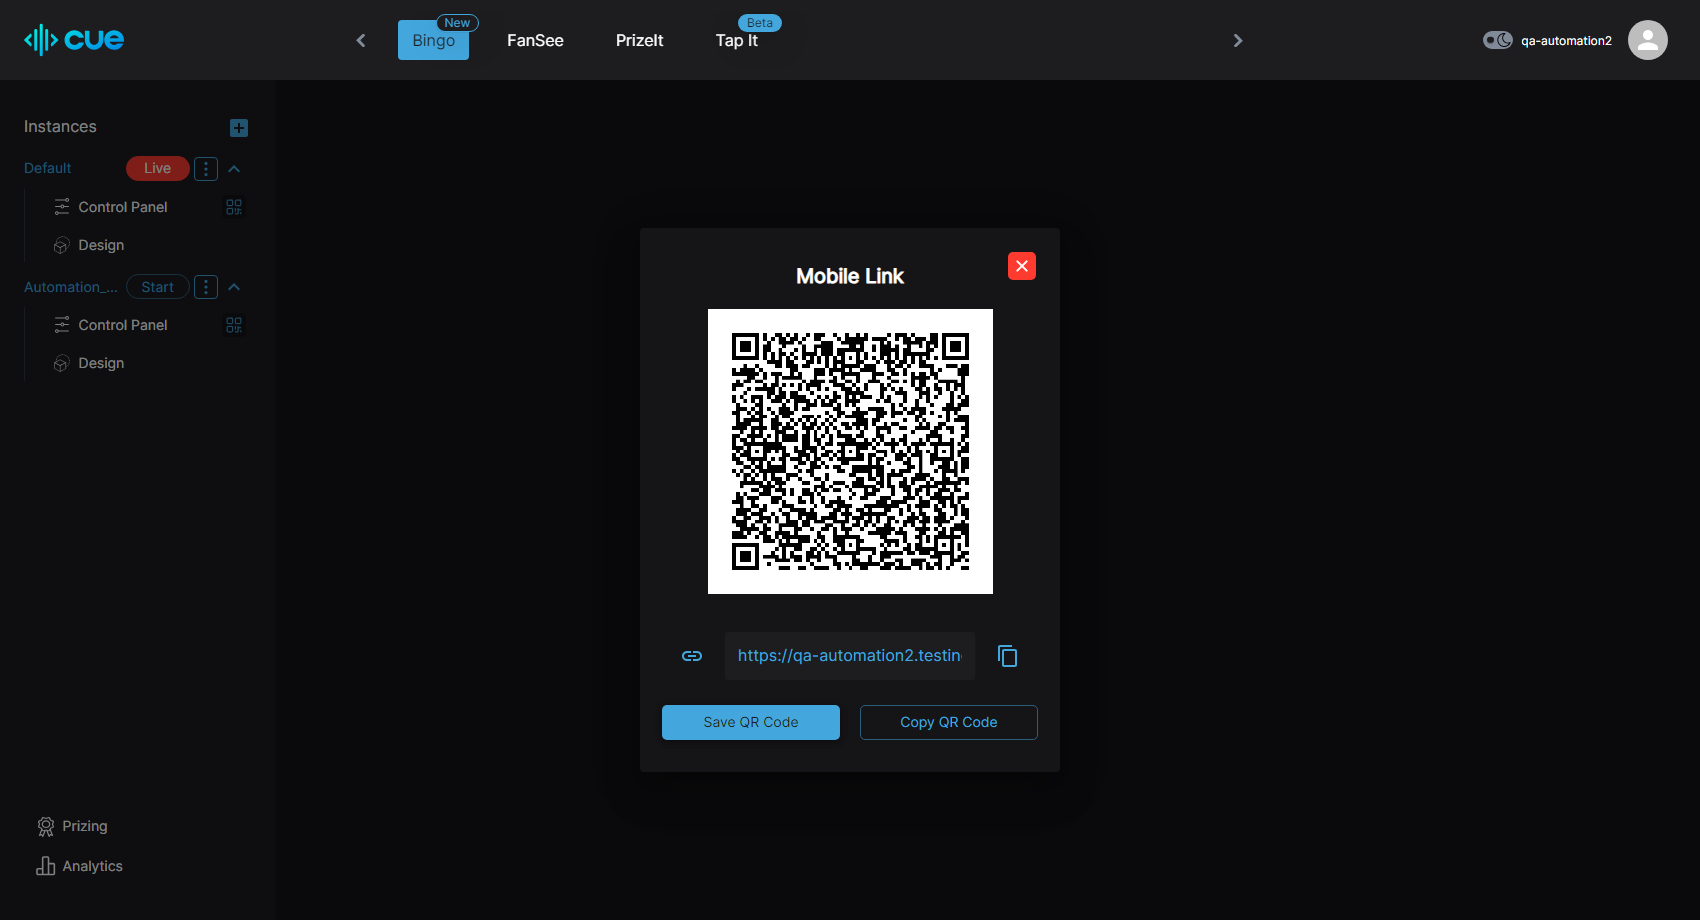 cue
New
Bingo
FanSee
PrizeIt
Beta
Tap It
qa-automation2
Instances
Default
Live
Control Panel
Design
Automation_...
Start
Control Panel
Design
Mobile Link
https://qa-automation2.testin
Save QR Code
Copy QR Code
Prizing
Analytics